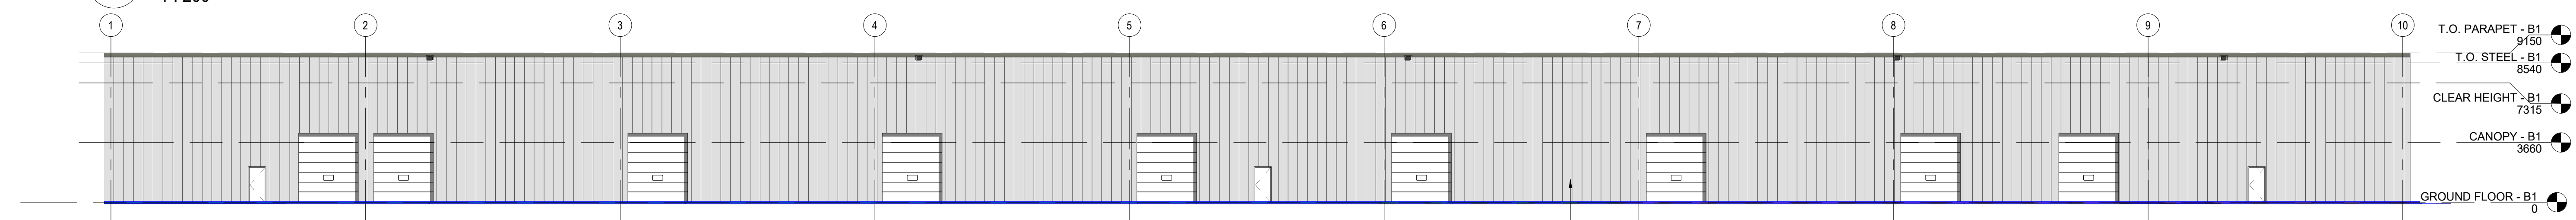 1 2 3 4 5 6 7 8 9 10
T.O. PARAPET - B1
9150
T.O. STEEL - B1
8540
CLEAR HEIGHT - B1
7315
CANOPY - B1
3660
GROUND FLOOR - B1
0